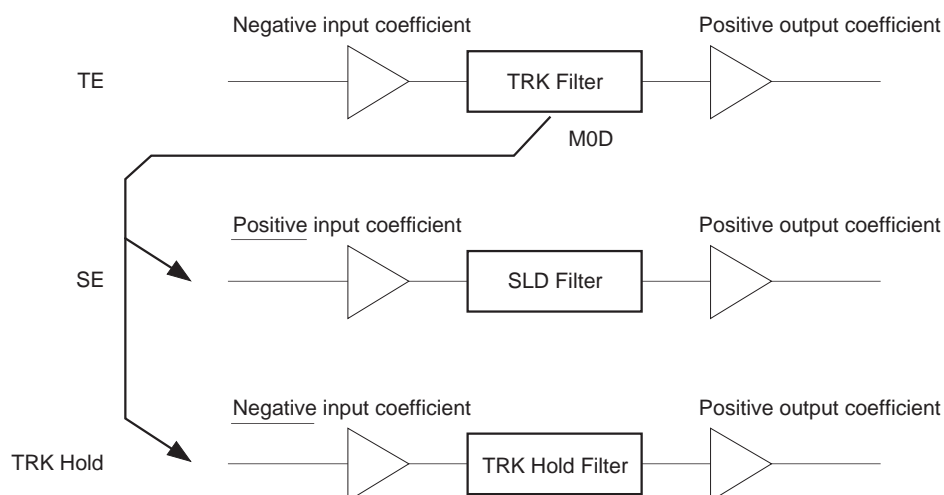 Negative input coefficient
Positive output coefficient
TE
TRK Filter
M0D
Positive input coefficient
Positive output coefficient
SE
SLD Filter
Negative input coefficient
Positive output coefficient
TRK Hold
TRK Hold Filter